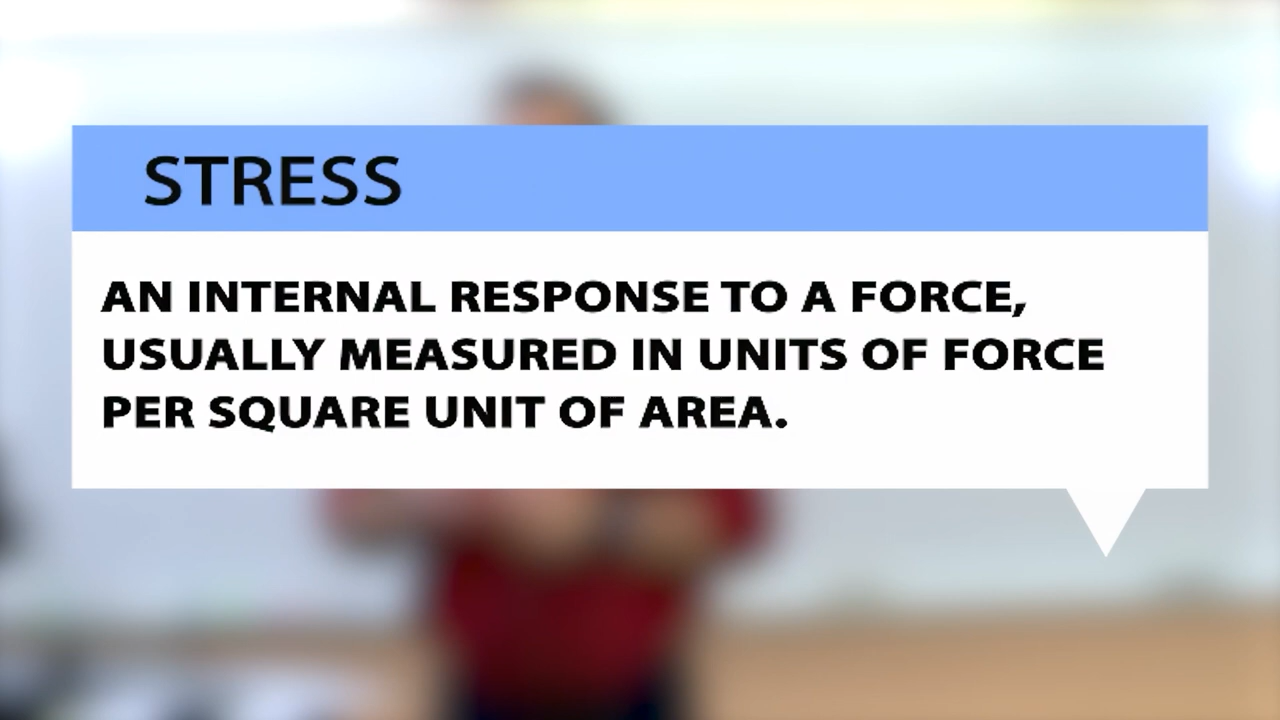 STRESS
AN INTERNAL RESPONSE TO A FORCE,
USUALLY MEASURED IN UNITS OF FORCE
PER SQUARE UNIT OF AREA.